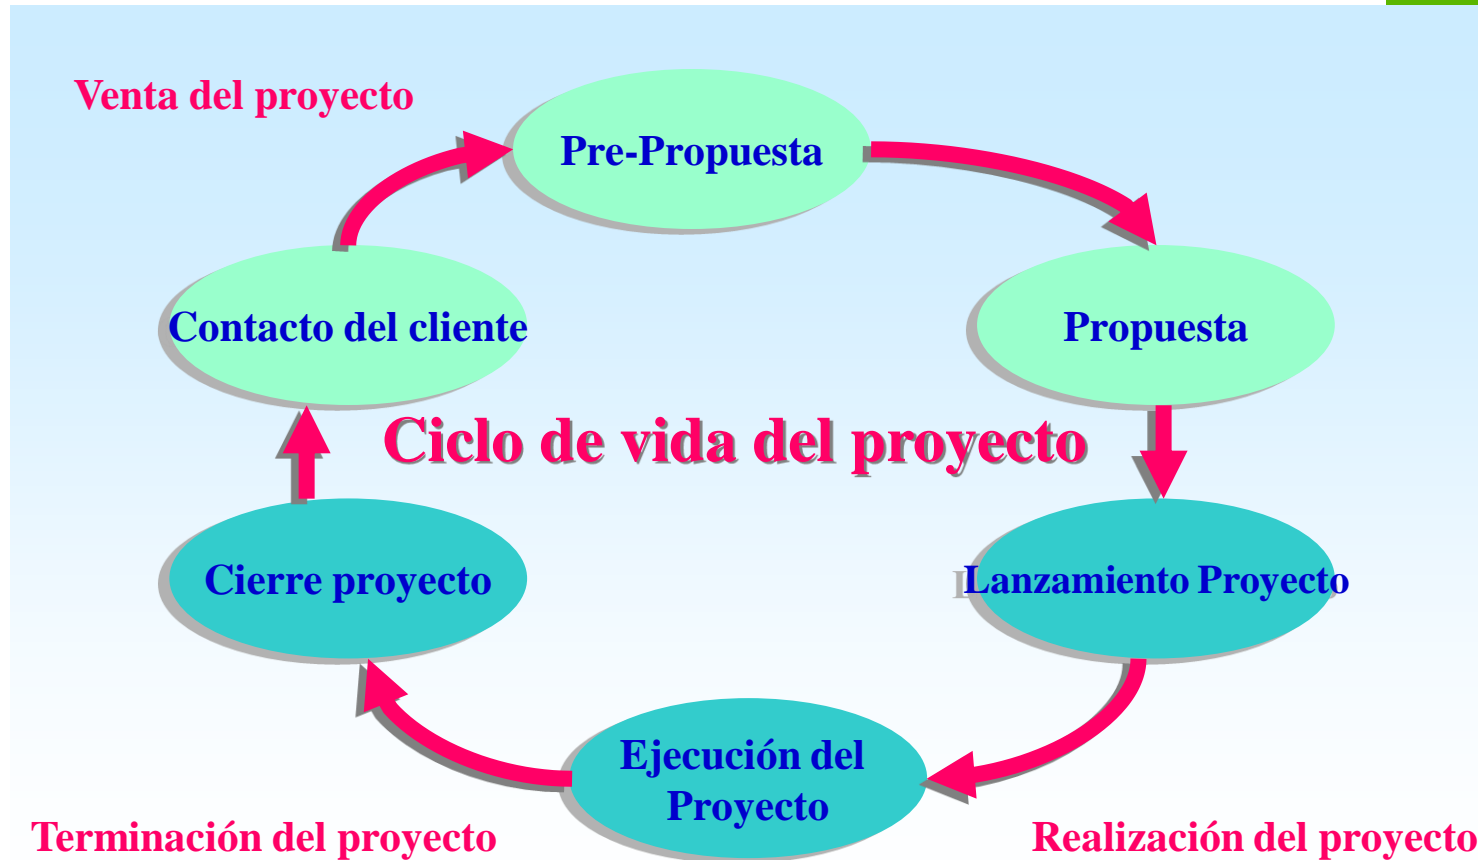 Venta del proyecto
Pre-Propuesta
Contacto del cliente
Propuesta
Ciclo de vida del proyecto
Cierre proyecto
Lanzamiento Proyecto
Ejecución del
Proyecto
Terminación del proyecto
Realización del proyecto